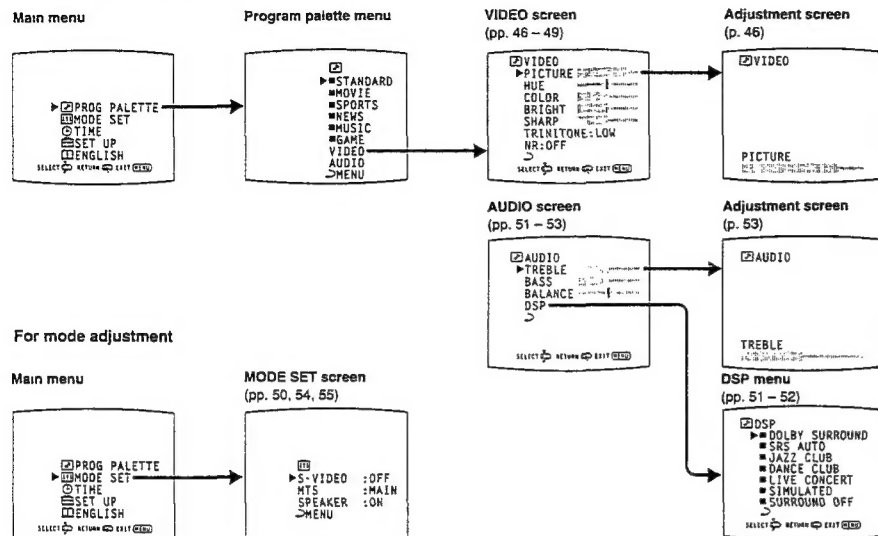 Main menu
PROG PALETTE
MODE SET
TIME
SET UP
ENGLISH
SELECT RETURN EXIT MENU
Program palette menu
STANDARD
MOVIE
SPORTS
NEWS
MUSIC
GAME
VIDEO
AUDIO
MENU
VIDEO screen
(pp. 46 – 49)
VIDEO
PICTURE
HUE
COLOR
BRIGHT
SHARP
TRINITONE:LOW
NR:OFF
SELECT RETURN EXIT MENU
Adjustment screen
(p. 46)
VIDEO
PICTURE
AUDIO screen
(pp. 51 – 53)
AUDIO
TREBLE
BASS
BALANCE
DSP
SELECT RETURN EXIT MENU
Adjustment screen
(p. 53)
AUDIO
TREBLE
For mode adjustment
Main menu
PROG PALETTE
MODE SET
TIME
SET UP
ENGLISH
SELECT RETURN EXIT MENU
MODE SET screen
(pp. 50, 54, 55)
S-VIDEO :OFF
MTS :MAIN
SPEAKER :ON
MENU
DSP menu
(pp. 51 – 52)
DSP
DOLBY SURROUND
SRS AUTO
JAZZ CLUB
DANCE CLUB
LIVE CONCERT
SIMULATED
SURROUND OFF
SELECT RETURN EXIT MENU